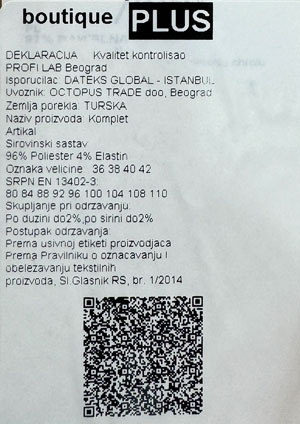 boutique PLUS
DEKLARACIJA Kvalitet kontrolisao
PROFI LAB Beograd
Isporucilac: DATEKS GLOBAL - ISTANBUL
Uvoznik: OCTOPUS TRADE doo, Beograd
Zemlja porekla: TURSKA
Naziv proizvoda: Komplet
Artikal
Sirovinski sastav
96% Poliester 4% Elastin
Oznaka velicine 36 38 40 42
SRPN EN 13402-3.
80 84 88 92 96 100 104 108 110
Skupljanje pri odrzavanju.
Po duzini do2%,po sirini do2%
Postupak odrzavanja.
Prema usivnoj etiketi proizvodjaca
Prema Pravilniku o oznacavanju I
obelezavanju tekstilnih
proizvoda, Sl.Glasnik RS, br. 1/2014